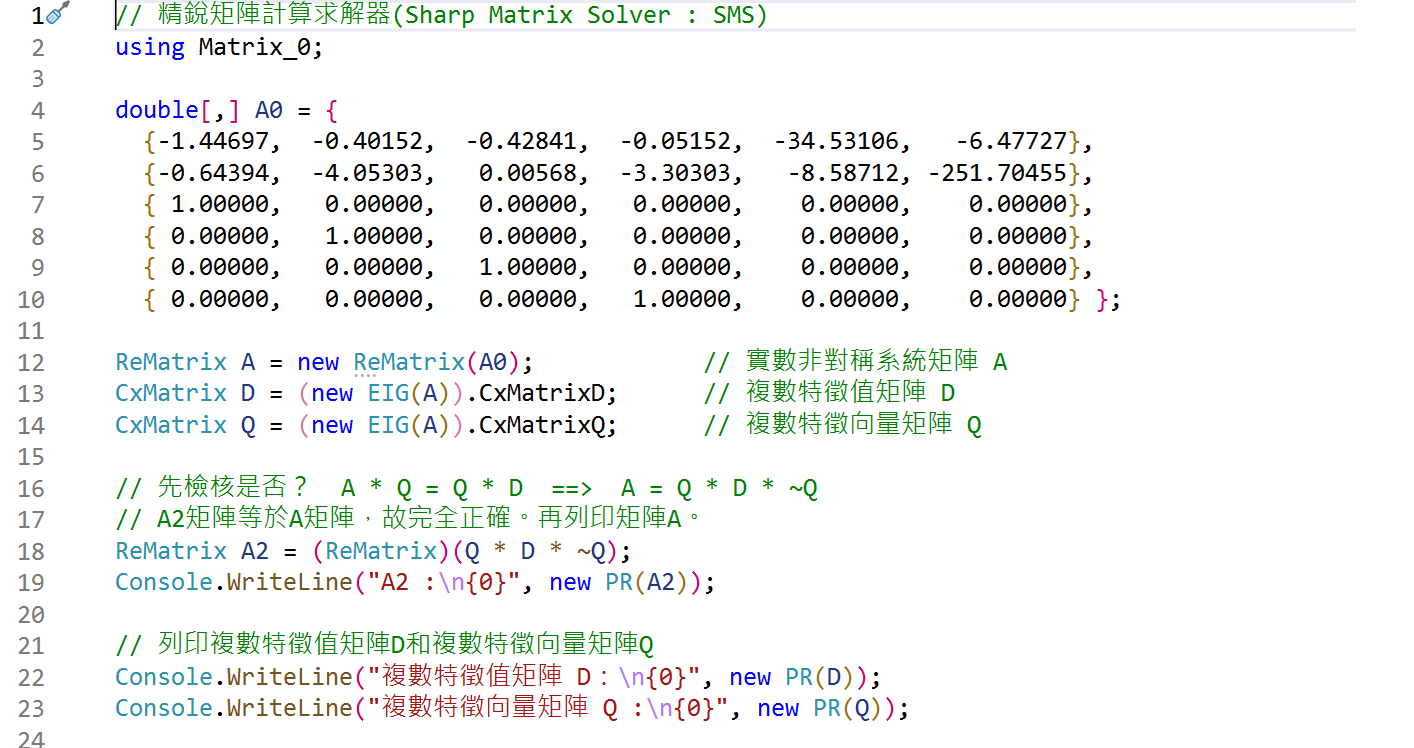 1 // 精銳矩陣計算求解器(Sharp Matrix Solver : SMS)
2 using Matrix_0;
3
4 double[,] A0 = {
5 {-1.44697, -0.40152, -0.42841, -0.05152, -34.53106, -6.47727},
6 {-0.64394, -4.05303, 0.00568, -3.30303, -8.58712, -251.70455},
7 { 1.00000, 0.00000, 0.00000, 0.00000, 0.00000, 0.00000},
8 { 0.00000, 1.00000, 0.00000, 0.00000, 0.00000, 0.00000},
9 { 0.00000, 0.00000, 1.00000, 0.00000, 0.00000, 0.00000},
10 { 0.00000, 0.00000, 0.00000, 1.00000, 0.00000, 0.00000} };
11
12 ReMatrix A = new ReMatrix(A0); // 實數非對稱系統矩陣 A
13 CxMatrix D = (new EIG(A)).CxMatrixD; // 複數特徵值矩陣 D
14 CxMatrix Q = (new EIG(A)).CxMatrixQ; // 複數特徵向量矩陣 Q
15
16 // 先檢核是否？ A * Q = Q * D ==> A = Q * D * ~Q
17 // A2矩陣等於A矩陣，故完全正確。再列印矩陣A。
18 ReMatrix A2 = (ReMatrix)(Q * D * ~Q);
19 Console.WriteLine("A2 :\n{0}", new PR(A2));
20
21 // 列印複數特徵值矩陣D和複數特徵向量矩陣Q
22 Console.WriteLine("複數特徵值矩陣 D：\n{0}", new PR(D));
23 Console.WriteLine("複數特徵向量矩陣 Q :\n{0}", new PR(Q));
24